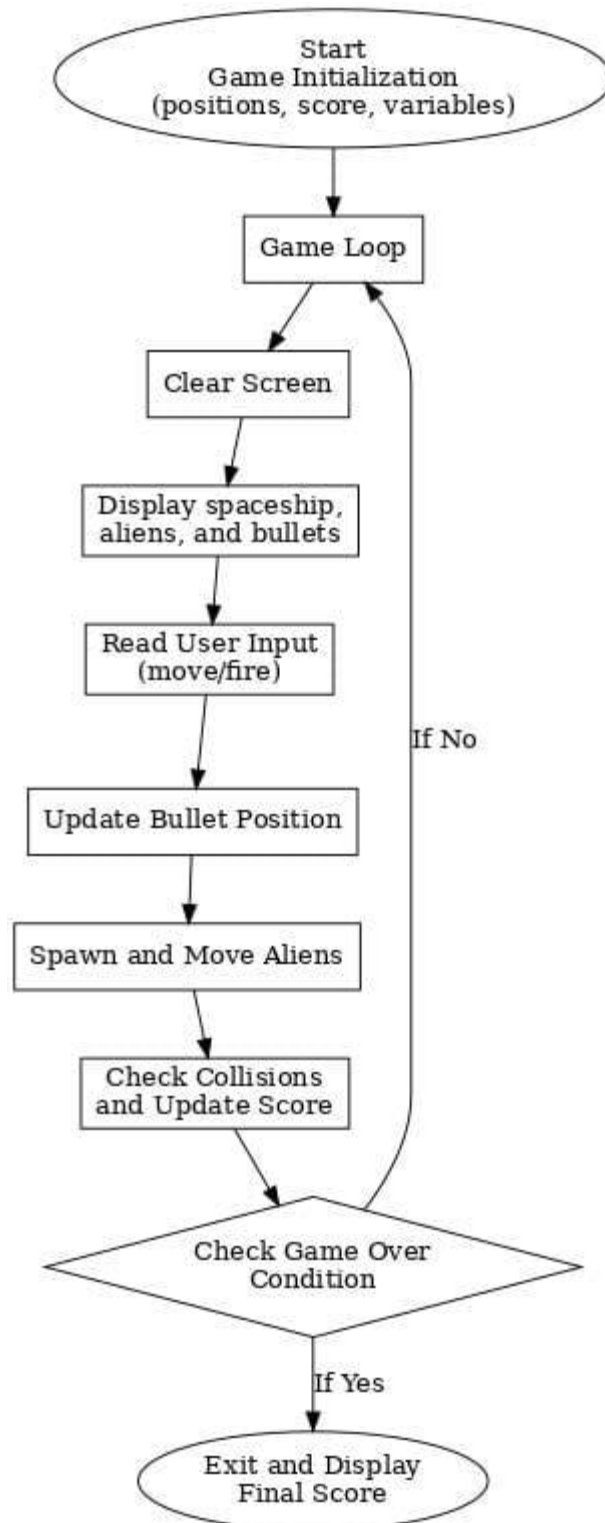 Start
Game Initialization
(positions, score, variables)
Game Loop
Clear Screen
Display spaceship,
aliens, and bullets
Read User Input
(move/fire)
If No
Update Bullet Position
Spawn and Move Aliens
Check Collisions
and Update Score
Check Game Over
Condition
If Yes
Exit and Display
Final Score